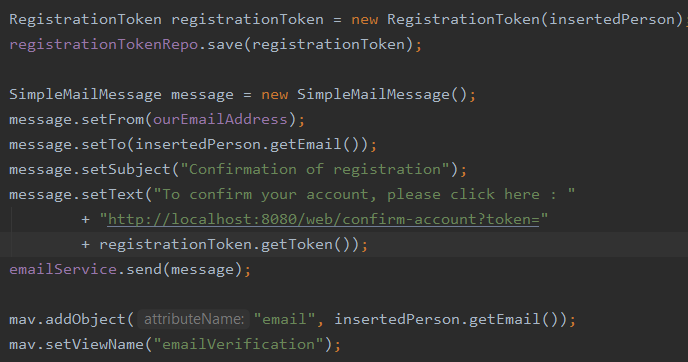 RegistrationToken registrationToken = new RegistrationToken(insertedPerson);
registrationTokenRepo.save(registrationToken);
SimpleMailMessage message = new SimpleMailMessage();
message.setFrom(ourEmailAddress);
message.setTo(insertedPerson.getEmail());
message.setSubject("Confirmation of registration");
message.setText("To confirm your account, please click here : "
+ "http://localhost:8080/web/confirm-account?token="
+ registrationToken.getToken());
emailService.send(message);
mav.addObject( attributeName: "email", insertedPerson.getEmail());
mav.setViewName("emailVerification");